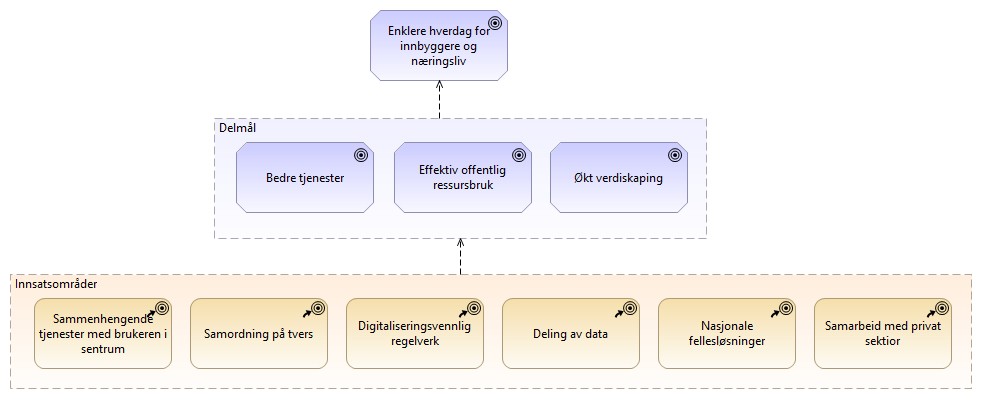 Enklere hverdag for
innbyggere og
næringsliv
Delmål
Bedre tjenester
Effektiv offentlig
ressursbruk
Økt verdiskaping
Innsatsområder
Sammenhengende
tjenester med brukeren i
sentrum
Samordning på tvers
Digitaliseringsvennlig
regelverk
Deling av data
Nasjonale
fellesløsninger
Samarbeid med privat
sektior